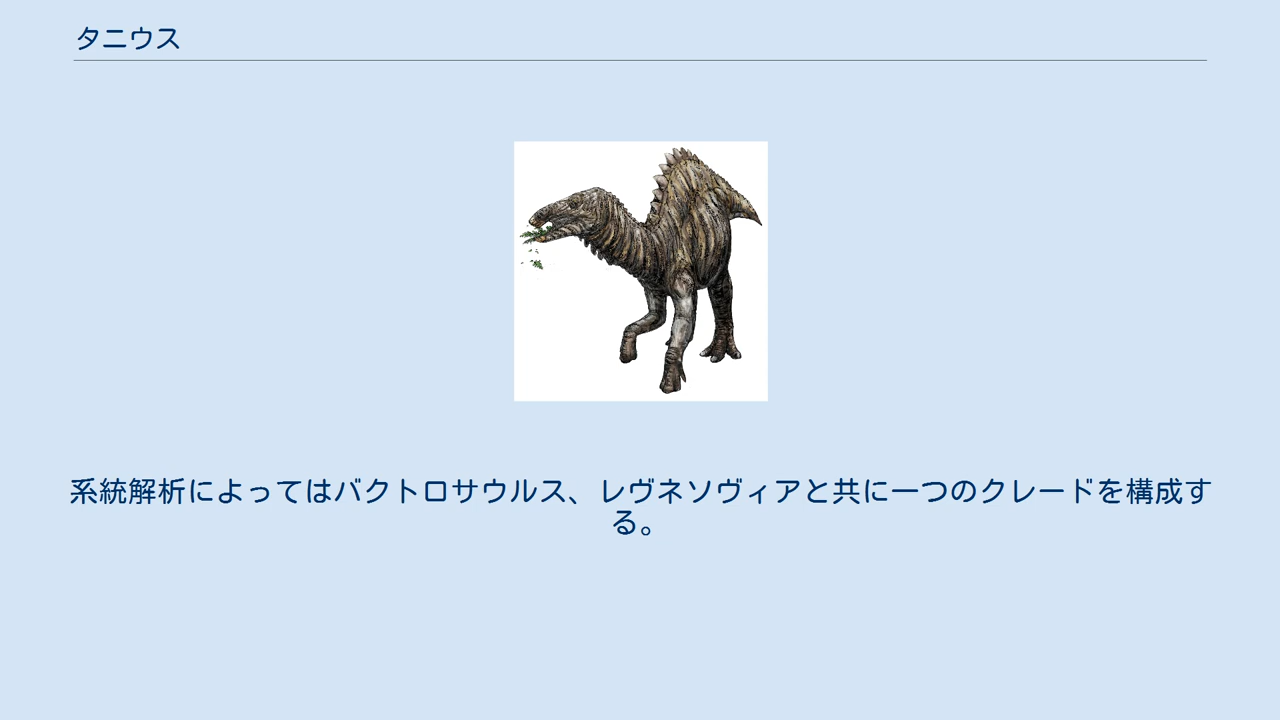 タニウス
系統解析によってはバクトロサウルス、レヴネソヴィアと共に一つのクレードを構成す
る。